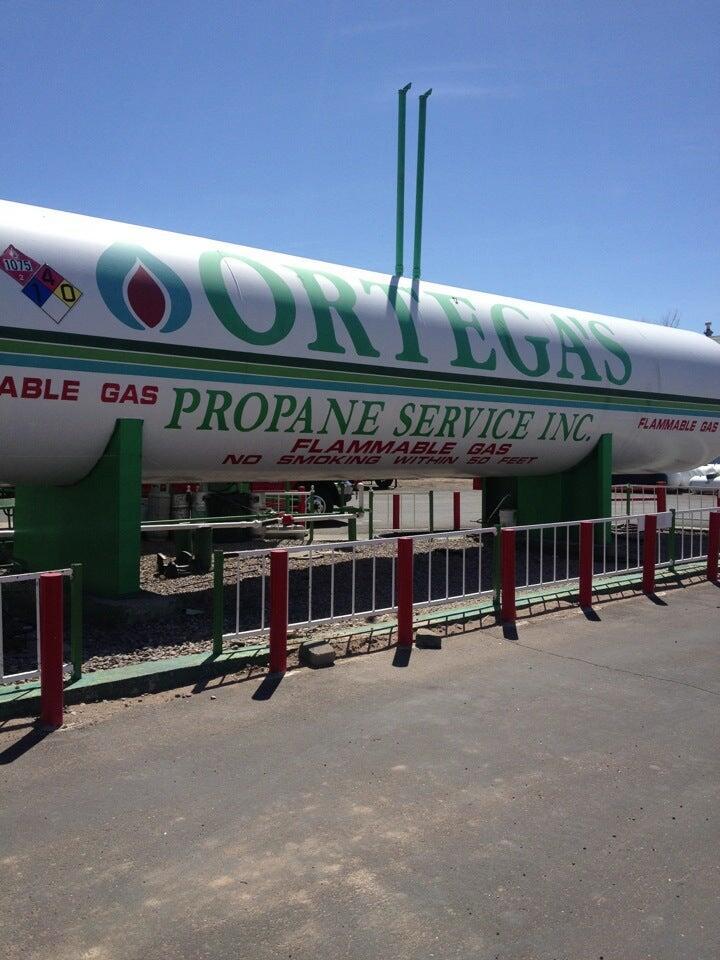 1075
2
4
1 0
ORTEGA'S
ABLE GAS
PROPANE SERVICE INC.
FLAMMABLE GAS
FLAMMABLE GAS
NO SMOKING WITHIN 50 FEET